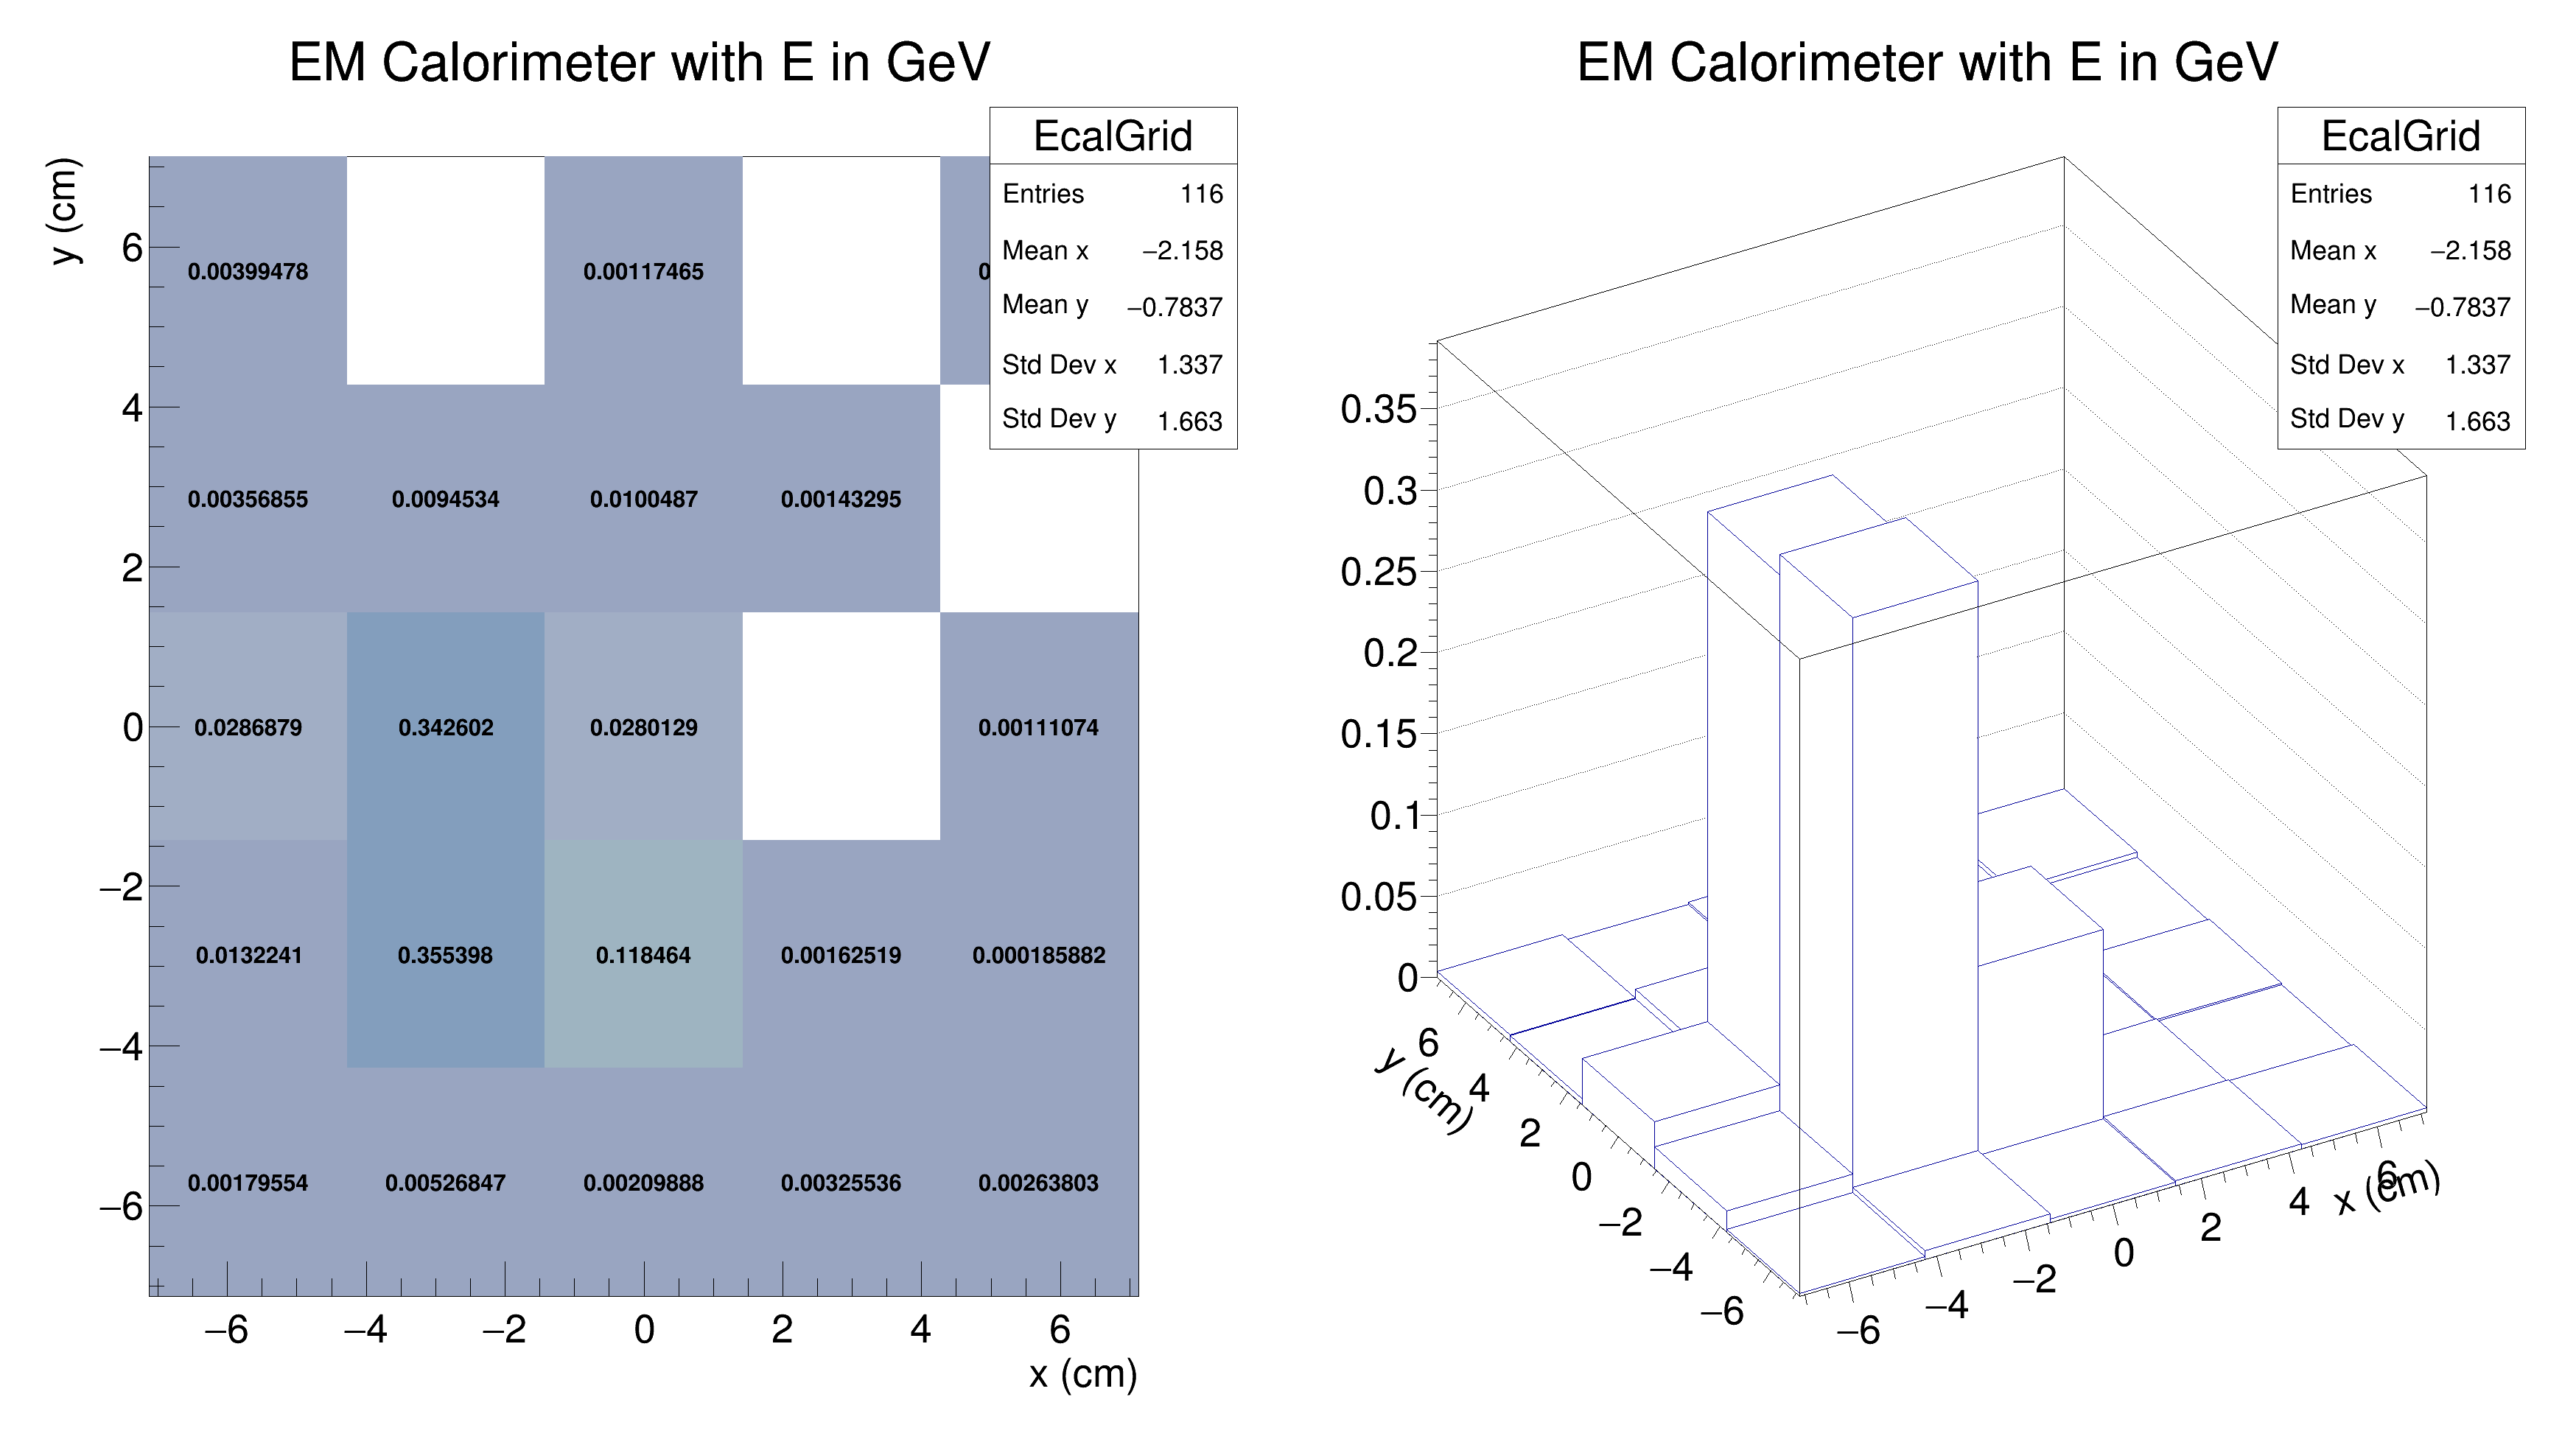 EM Calorimeter with E in GeV
EcalGrid
Entries 116
Mean x −2.158
Mean y −0.7837
Std Dev x 1.337
Std Dev y 1.663
y (cm)
6
4
2
0
−2
−4
−6
0.00399478 0.00117465
0.00356855 0.0094534 0.0100487 0.00143295
0.0286879 0.342602 0.0280129 0.00111074
0.0132241 0.355398 0.118464 0.00162519 0.000185882
0.00179554 0.00526847 0.00209888 0.00325536 0.00263803
−6 −4 −2 0 2 4 6
x (cm)
EM Calorimeter with E in GeV
EcalGrid
Entries 116
Mean x −2.158
Mean y −0.7837
Std Dev x 1.337
Std Dev y 1.663
0.35
0.3
0.25
0.2
0.15
0.1
0.05
0
6
4
2
0
−2
−4
−6
y (cm)
−6
−4
−2
0
2
4
6
x (cm)